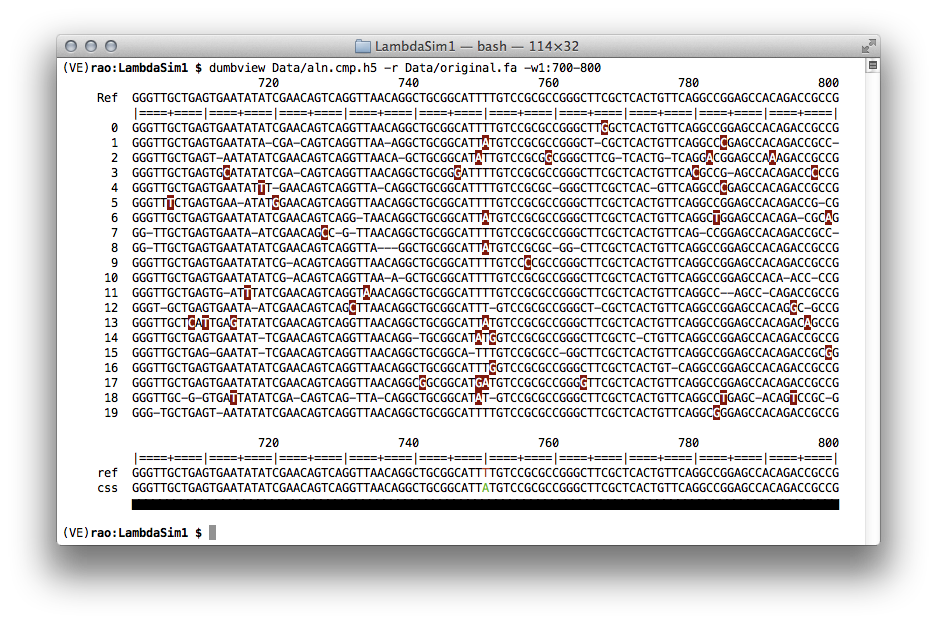 LambdaSim1 — bash — 114×32
(VE)rao:LambdaSim1 $ dumbview Data/aln.cmp.h5 -r Data/original.fa -w1:700-800
720 740 760 780 800
Ref GGGTTGCTGAGTGAATATATCGAACAGTCAGGTTAACAGGCTGCGGCATTTTGTCCGCGCCGGGCTTCGCTCACTGTTCAGGCCGGAGCCACAGACCGCCG
|====+====|====+====|====+====|====+====|====+====|====+====|====+====|====+====|====+====|====+====|
0 GGGTTGCTGAGTGAATATATCGAACAGTCAGGTTAACAGGCTGCGGCATTTTGTCCGCGCCGGGCTTGGCTCACTGTTCAGGCCGGAGCCACAGACCGCCG
1 GGGTTGCTGAGTGAATATA-CGA-CAGTCAGGTTAA-AGGCTGCGGCATTATGTCCGCGCCGGGCT-CGCTCACTGTTCAGGCCCGAGCCACAGACCGCC-
2 GGGTTGCTGAGT-AATATATCGAACAGTCAGGTTAACA-GCTGCGGCATATTGTCCGCGGCGGGCTTCG-TCACTG-TCAGGACGGAGCCAAAGACCGCCG
3 GGGTTGCTGAGTGCATATATCGA-CAGTCAGGTTAACAGGCTGCGGGATTTTGTCCGCGCCGGGCTTCGCTCACTGTTCACGCCG-AGCCACAGACCCCCG
4 GGGTTGCTGAGTGAATATTT-GAACAGTCAGGTTA-CAGGCTGCGGCATTTTGTCCGCGC-GGGCTTCGCTCAC-GTTCAGGCCCGAGCCACAGACCGCCG
5 GGGTTTCTGAGTGAA-ATATGGAACAGTCAGGTTAACAGGCTGCGGCATTTTGTCCGCGCCGGGCTTCGCTCACTGTTCAGGCCGGAGCCACAGACCG-CG
6 GGGTTGCTGAGTGAATATATCGAACAGTCAGG-TAACAGGCTGCGGCATTATGTCCGCGCCGGGCTTCGCTCACTGTTCAGGCTGGAGCCACAGA-CGCAG
7 GG-TTGCTGAGTGAATA-ATCGAACAGCC-G-TTAACAGGCTGCGGCATTTTGTCCGCGCCGGGCTTCGCTCACTGTTCAG-CCGGAGCCACAGACCGCC-
8 GG-TTGCTGAGTGAATATATCGAACAGTCAGGTTA---GGCTGCGGCATTATGTCCGCGC-GG-CTTCGCTCACTGTTCAGGCCGGAGCCACAGACCGCCG
9 GGGTTGCTGAGTGAATATATCG-ACAGTCAGGTTAACAGGCTGCGGCATTTTGTCCCCGCCGGGCTTCGCTCACTGTTCAGGCCGGAGCCACAGACCGCCG
10 GGGTTGCTGAGTGAATATATCG-ACAGTCAGGTTAA-A-GCTGCGGCATTTTGTCCGCGCCGGGCTTCGCTCACTGTTCAGGCCGGAGCCACA-ACC-CCG
11 GGGTTGCTGAGTG-ATTTATCGAACAGTCAGGTAAACAGGCTGCGGCATTTTGTCCGCGCCGGGCTTCGCTCACTGTTCAGGCC--AGCC-CAGACCGCCG
12 GGGT-GCTGAGTGAATA-ATCGAACAGTCAGCTTAACAGGCTGCGGCATTT-GTCCGCGCCGGGCT-CGCTCACTGTTCAGGCCGGAGCCACAGGC-GCCG
13 GGGTTGCTCATTGAGTATATCGAACAGTCAGGTTAACAGGCTGCGGCATTATGTCCGCGCCGGGCTTCGCTCACTGTTCAGGCCGGAGCCACAGACAGCCG
14 GGGTTGCTGAGTGAATAT-TCGAACAGTCAGGTTAACAGG-TGCGGCATATGGTCCGCGCCGGGCTTCGCTC-CTGTTCAGGCCGGAGCCACAGACCGCCG
15 GGGTTGCTGAG-GAATAT-TCGAACAGTCAGGTTAACAGGCTGCGGCA-TTTGTCCGCGCC-GGCTTCGCTCACTGTTCAGGCCGGAGCCACAGACCGCGG
16 GGGTTGCTGAGTGAATATATCGAACAGTCAGGTTAACAGGCTGCGGCATTTGGTCCGCGCCGGGCTTCGCTCACTGT-CAGGCCGGAGCCACAGACCGCCG
17 GGGTTGCTGAGTGAATATATCGAACAGTCAGGTTAACAGGCGGCGGCATGATGTCCGCGCCGGGGTTCGCTCACTGTTCAGGCCGGAGCCACAGACCGCCG
18 GGGTTGC-G-GTGATTATATCGA-CAGTCAG-TTA-CAGGCTGCGGCATAT-GTCCGCGCCGGGCTTCGCTCACTGTTCAGGCCTGAGC-ACAGTCCGC-G
19 GGG-TGCTGAGT-AATATATCGAACAGTCAGGTTAACAGGCTGCGGCATTTTGTCCGCGCCGGGCTTCGCTCACTGTTCAGGCGGGAGCCACAGACCGCCG
720 740 760 780 800
|====+====|====+====|====+====|====+====|====+====|====+====|====+====|====+====|====+====|====+====|
ref GGGTTGCTGAGTGAATATATCGAACAGTCAGGTTAACAGGCTGCGGCATTTTGTCCGCGCCGGGCTTCGCTCACTGTTCAGGCCGGAGCCACAGACCGCCG
css GGGTTGCTGAGTGAATATATCGAACAGTCAGGTTAACAGGCTGCGGCATTATGTCCGCGCCGGGCTTCGCTCACTGTTCAGGCCGGAGCCACAGACCGCCG
(VE)rao:LambdaSim1 $